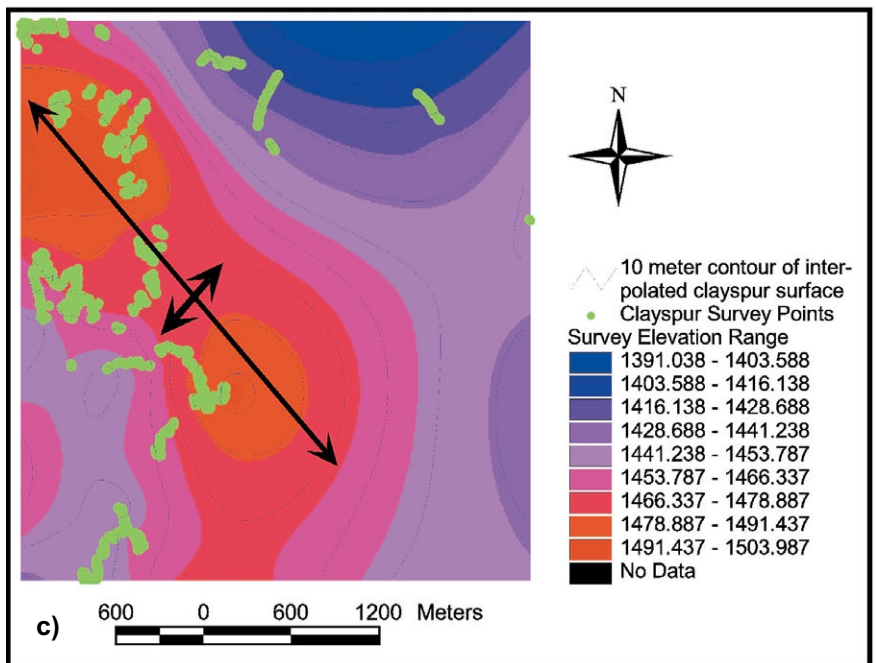 N
10 meter contour of inter-
polated clayspur surface
Clayspur Survey Points
Survey Elevation Range
1391.038 - 1403.588
1403.588 - 1416.138
1416.138 - 1428.688
1428.688 - 1441.238
1441.238 - 1453.787
1453.787 - 1466.337
1466.337 - 1478.887
1478.887 - 1491.437
1491.437 - 1503.987
No Data
c)
600 0 600 1200 Meters